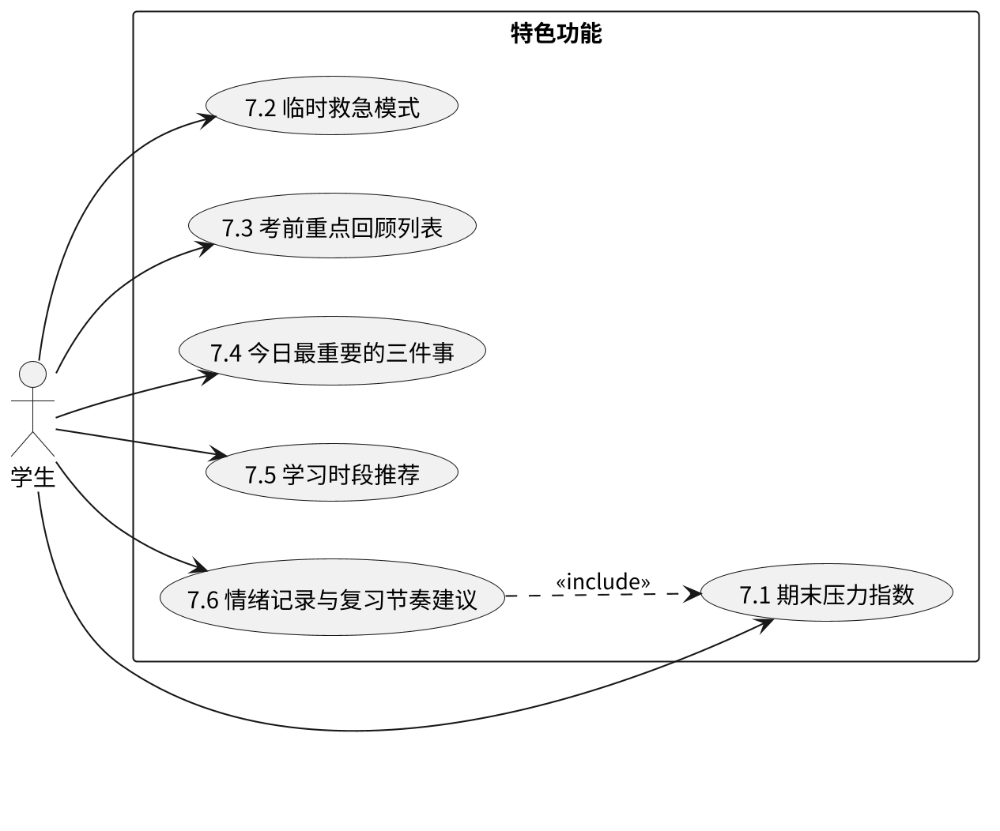 特色功能
7.2 临时救急模式
7.3 考前重点回顾列表
7.4 今日最重要的三件事
学生
7.5 学习时段推荐
7.6 情绪记录与复习节奏建议
«include»
7.1 期末压力指数